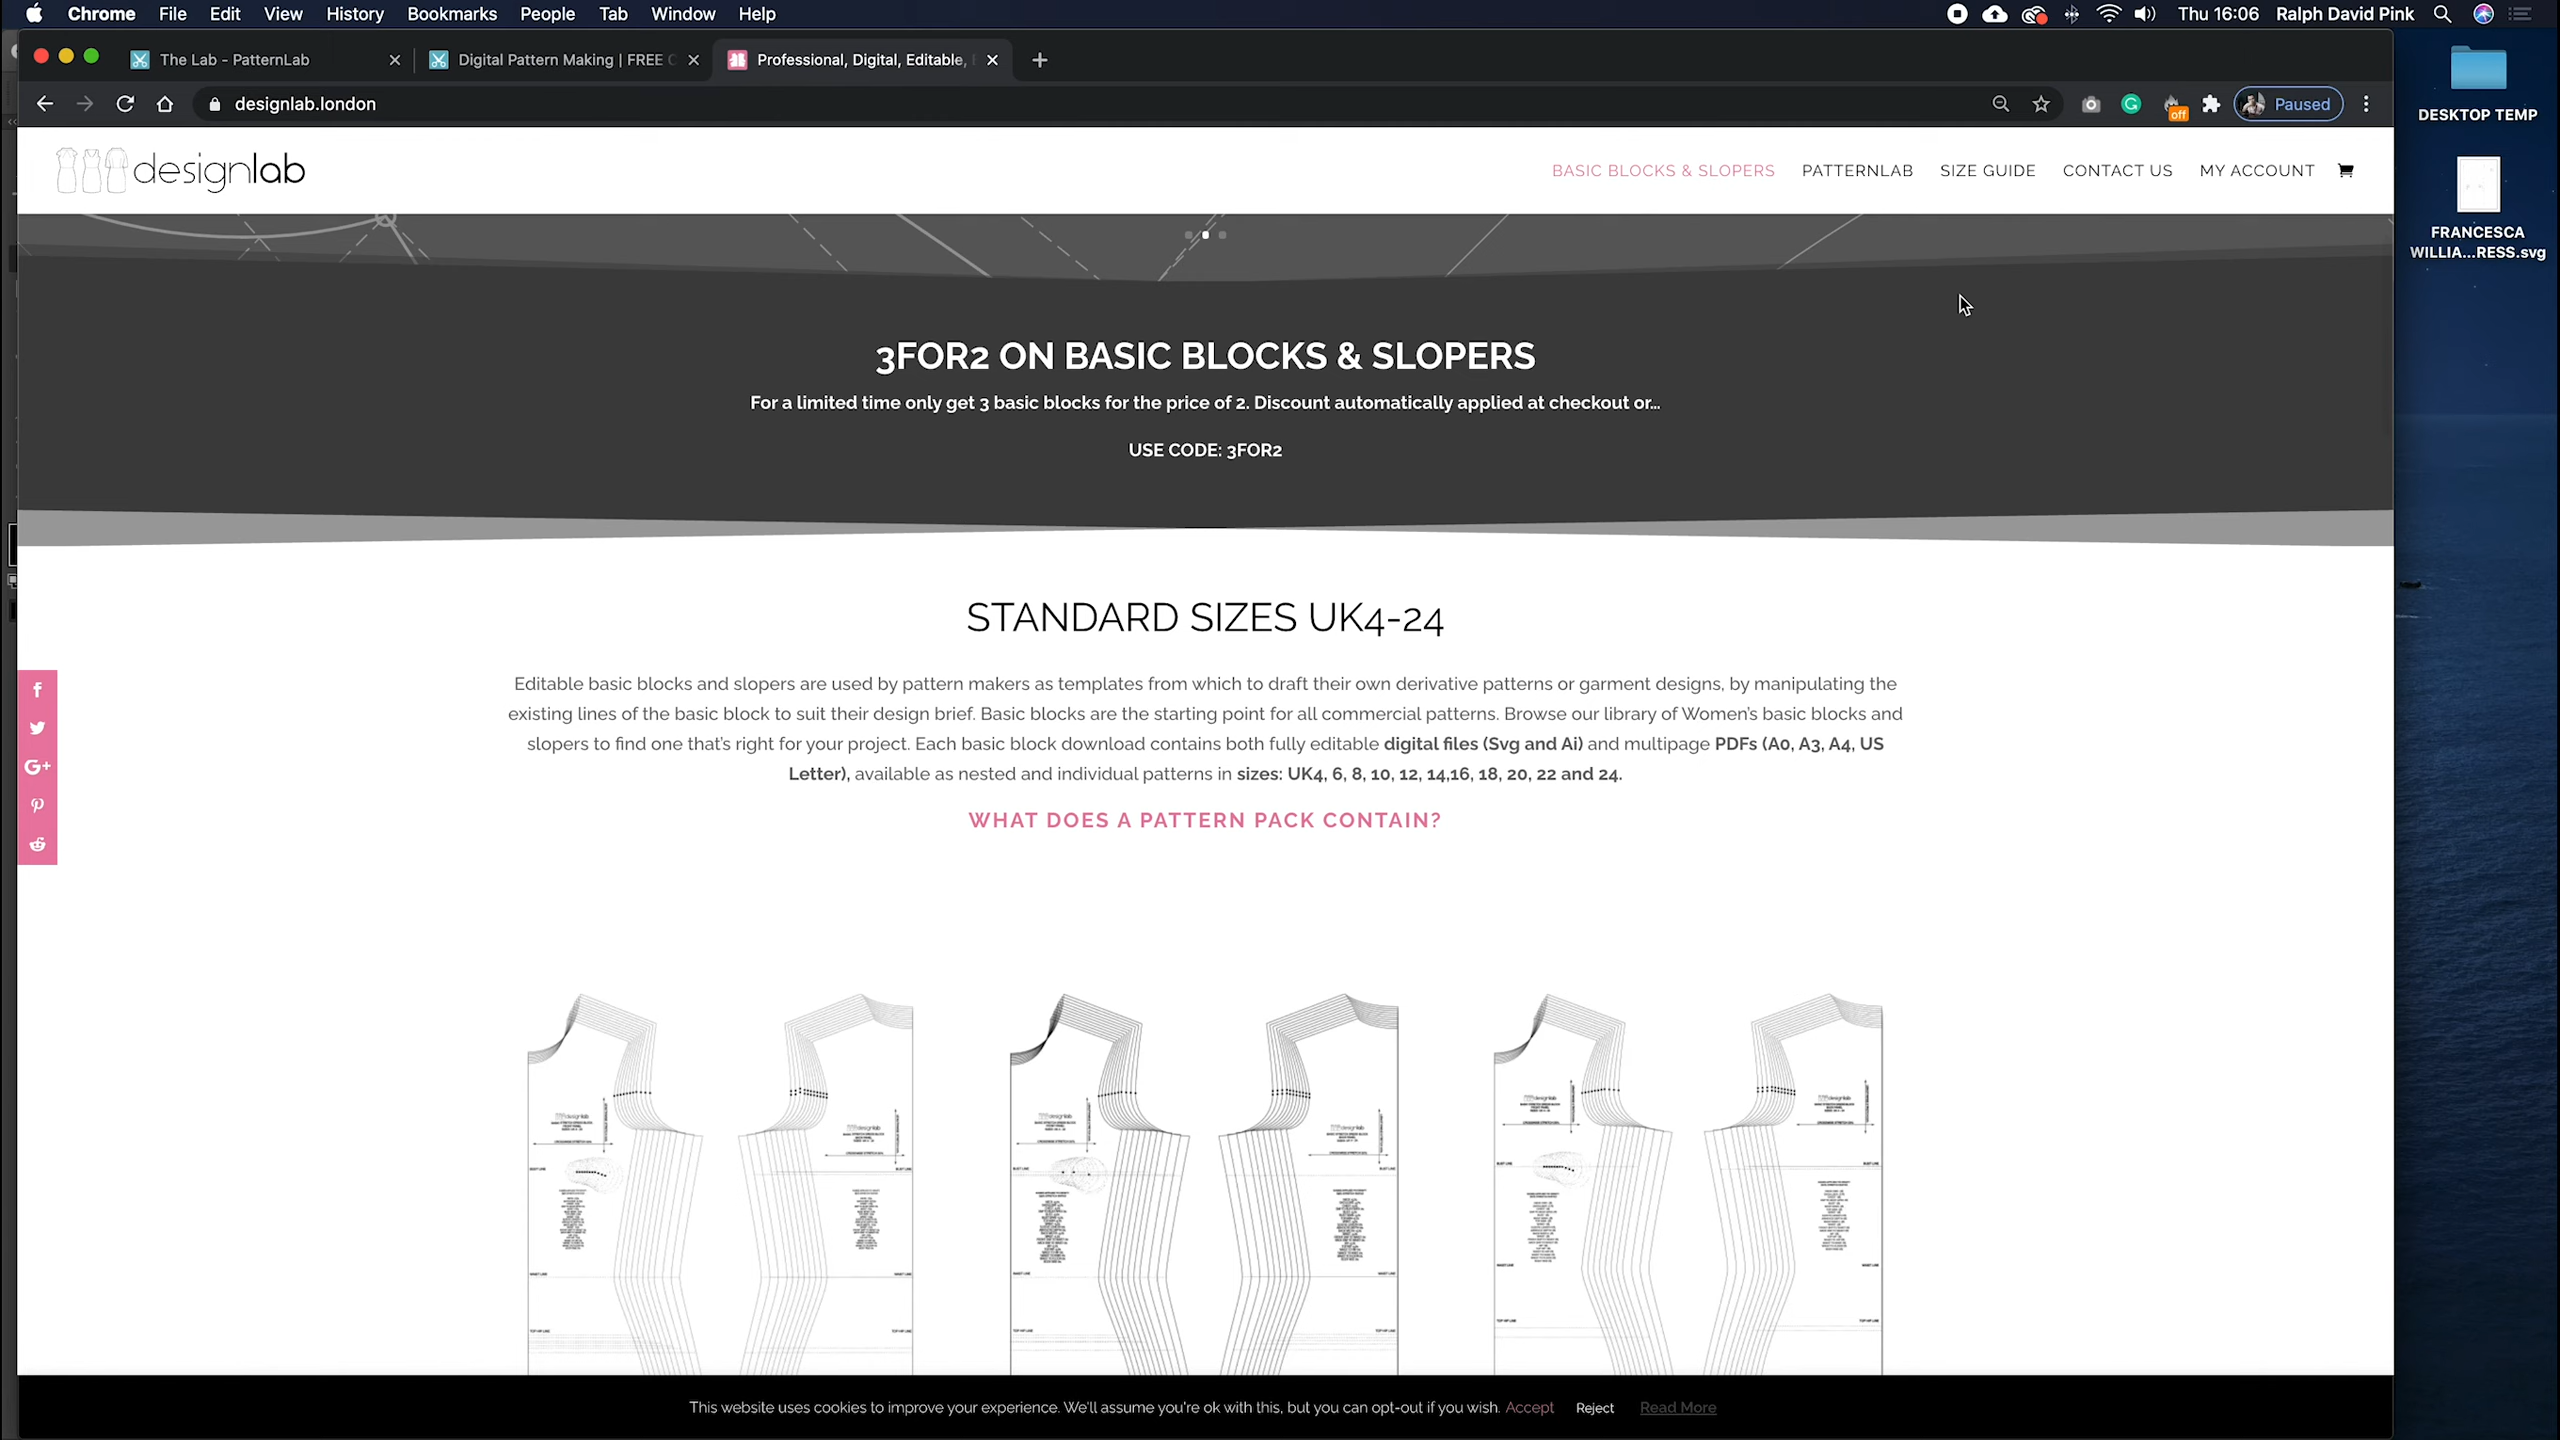 Chrome File Edit View History Bookmarks People Tab Window Help
Thu 16:06 Ralph David Pink
The Lab - PatternLab
Digital Pattern Making | FREE
Professional, Digital, Editable,
designlab.london
off
Paused
DESKTOP TEMP
FRANCESCA
WILLIA...RESS.svg
designlab
BASIC BLOCKS & SLOPERS PATTERNLAB SIZE GUIDE CONTACT US MY ACCOUNT
3FOR2 ON BASIC BLOCKS & SLOPERS
For a limited time only get 3 basic blocks for the price of 2. Discount automatically applied at checkout or...
USE CODE: 3FOR2
STANDARD SIZES UK4-24
Editable basic blocks and slopers are used by pattern makers as templates from which to draft their own derivative patterns or garment designs, by manipulating the
existing lines of the basic block to suit their design brief. Basic blocks are the starting point for all commercial patterns. Browse our library of Women's basic blocks and
slopers to find one that's right for your project. Each basic block download contains both fully editable digital files (Svg and Ai) and multipage PDFs (A0, A3, A4, US
Letter), available as nested and individual patterns in sizes: UK4, 6, 8, 10, 12, 14,16, 18, 20, 22 and 24.
WHAT DOES A PATTERN PACK CONTAIN?
This website uses cookies to improve your experience. We'll assume you're ok with this, but you can opt-out if you wish. Accept Reject Read More